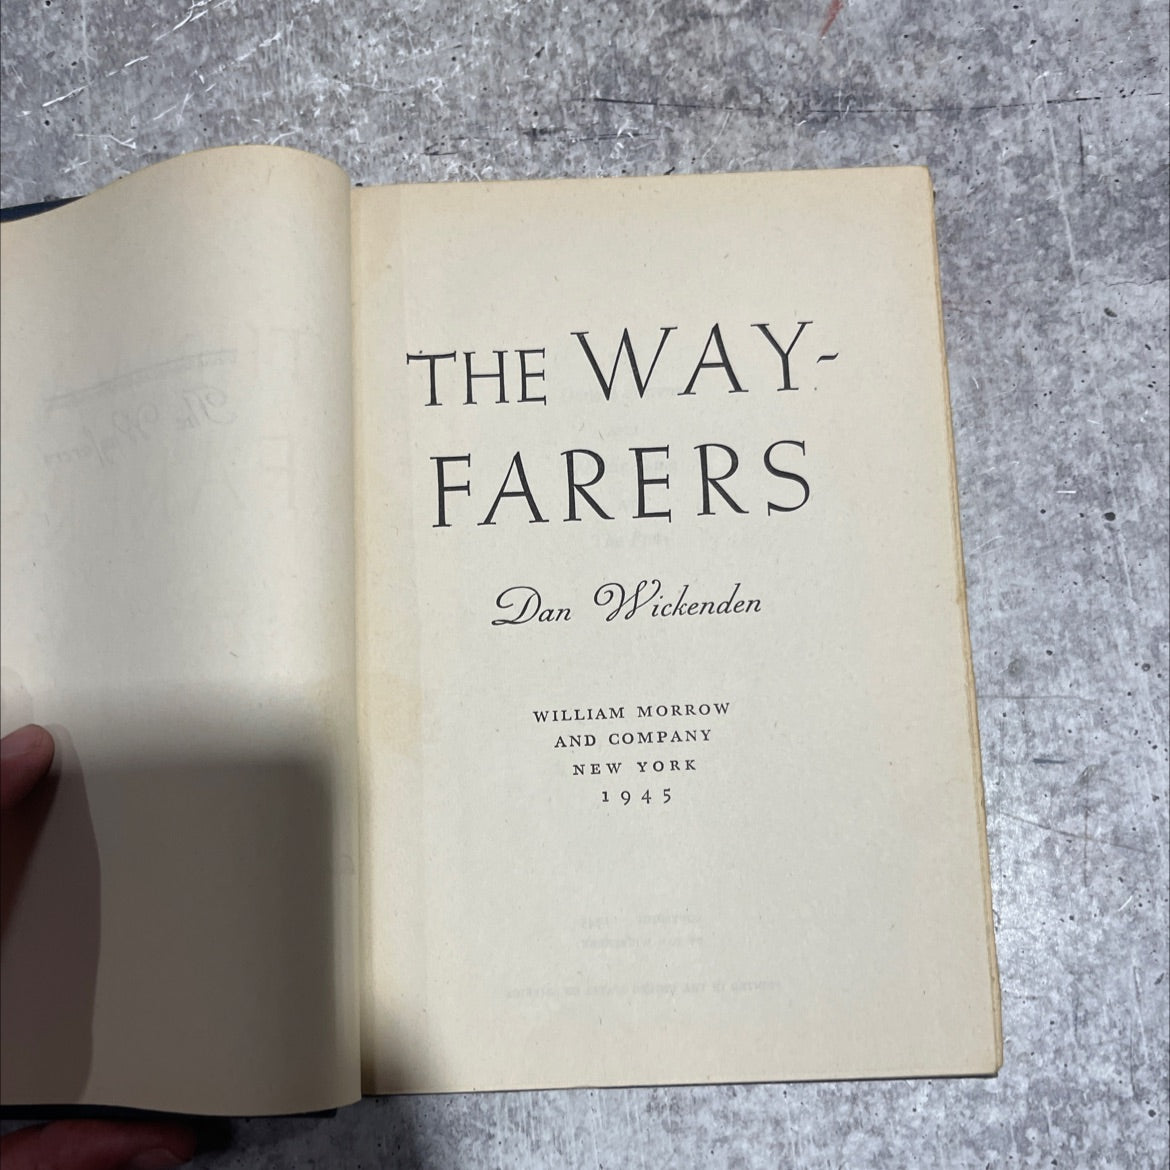 THE WAY-
FARERS
Dan Wickenden
WILLIAM MORROW
AND COMPANY
NEW YORK
1945